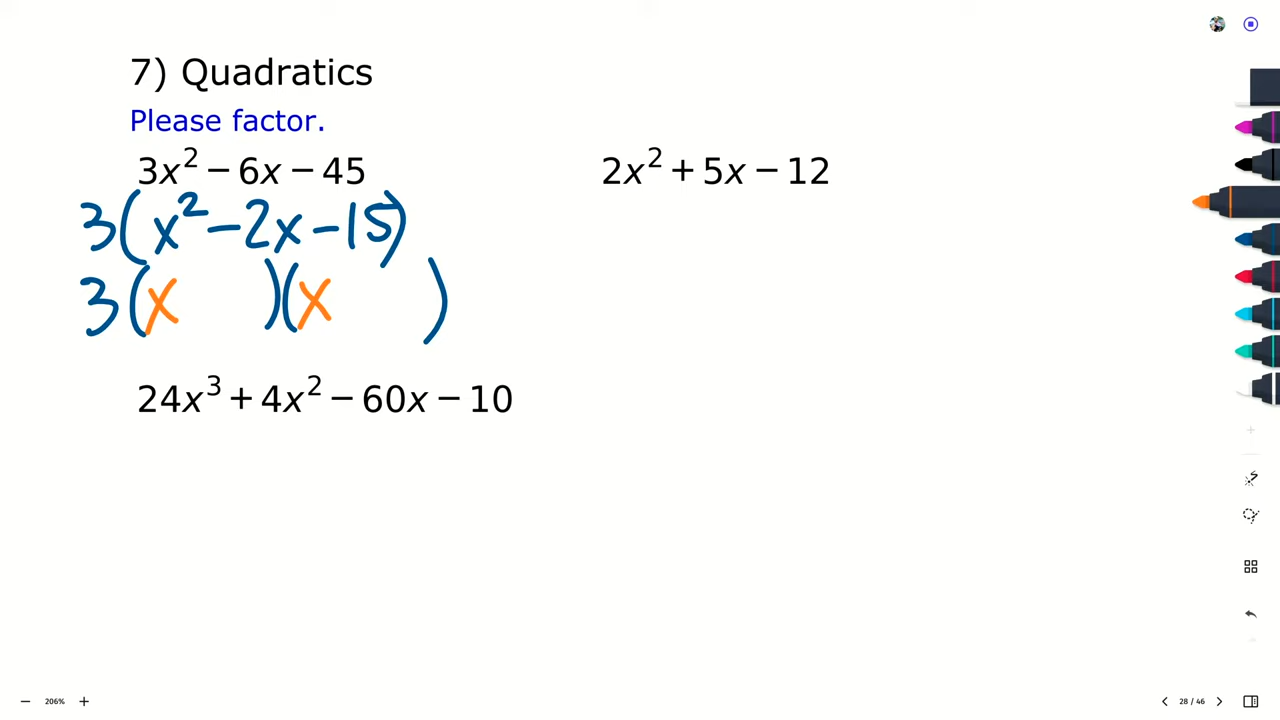 7) Quadratics
Please factor.
3x² − 6x − 45
2x² + 5x − 12
3(x² − 2x − 15)
3(x )(x )
24x³ + 4x² − 60x − 10
206%
28 / 46